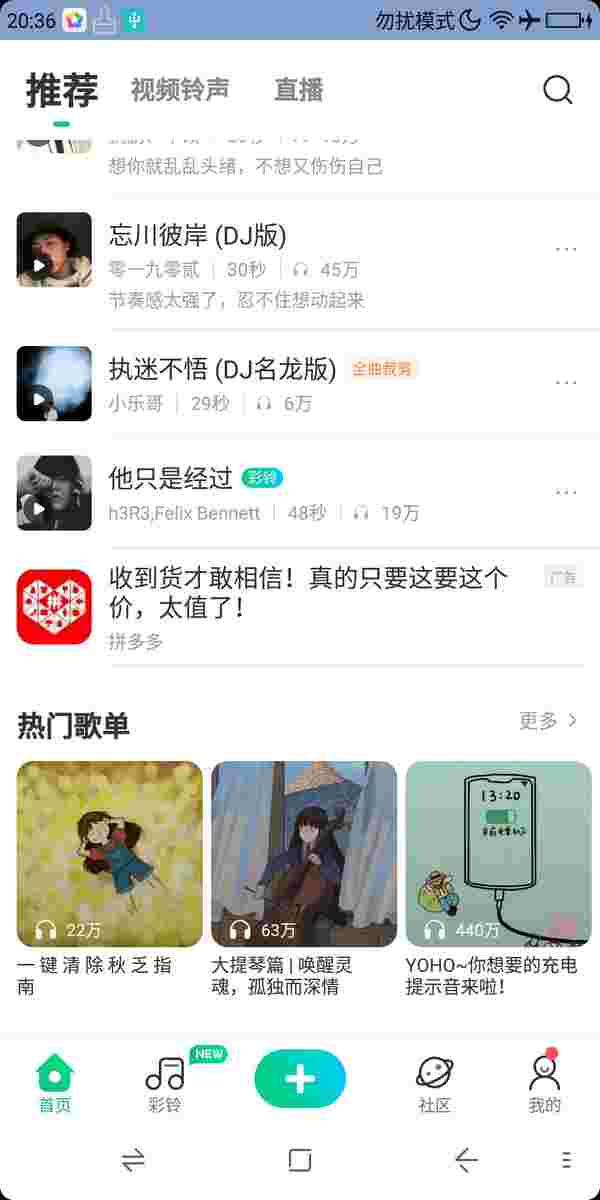 20:36
勿扰模式
推荐
视频铃声
直播
想你就乱乱头绪，不想又伤伤自己
忘川彼岸 (DJ版)
零一九零贰 | 30秒 | 45万
节奏感太强了，忍不住想动起来
执迷不悟 (DJ名龙版) 全曲裁剪
小乐哥 | 29秒 | 6万
他只是经过 彩铃
h3R3,Felix Bennett | 48秒 | 19万
收到货才敢相信！真的只要这要这个
价，太值了！
广告
拼
拼多多
热门歌单
更多
13:20
22万
63万
440万
一 键 清 除 秋 乏 指
南
大提琴篇 | 唤醒灵
魂，孤独而深情
YOHO~你想要的充电
提示音来啦！
NEW
首页
彩铃
社区
我的